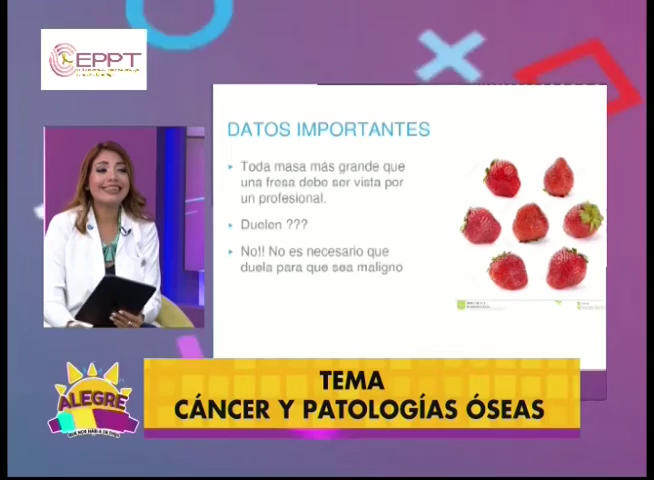 CEPPT
DATOS IMPORTANTES
Toda masa más grande que
una fresa debe ser vista por
un profesional.
Duelen ???
No!! No es necesario que
duela para que sea maligno
ALEGRE
TEMA
CÁNCER Y PATOLOGÍAS ÓSEAS